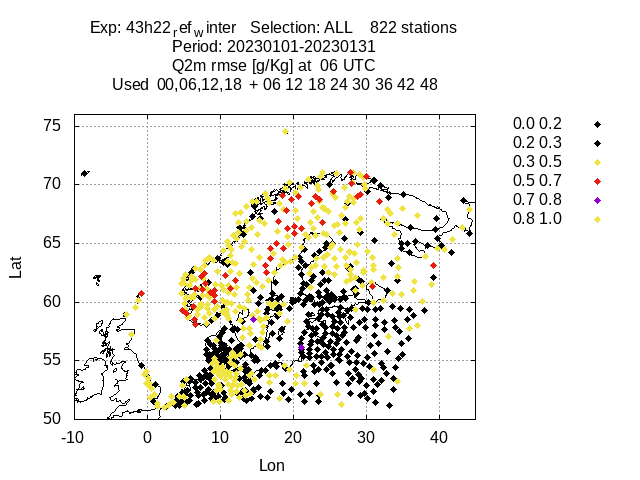 Exp: 43h22refwinter Selection: ALL 822 stations
Period: 20230101-20230131
Q2m rmse [g/Kg] at 06 UTC
Used 00,06,12,18 + 06 12 18 24 30 36 42 48
75
70
65
60
55
50
Lat
-10 0 10 20 30 40
Lon
0.0 0.2
0.2 0.3
0.3 0.5
0.5 0.7
0.7 0.8
0.8 1.0